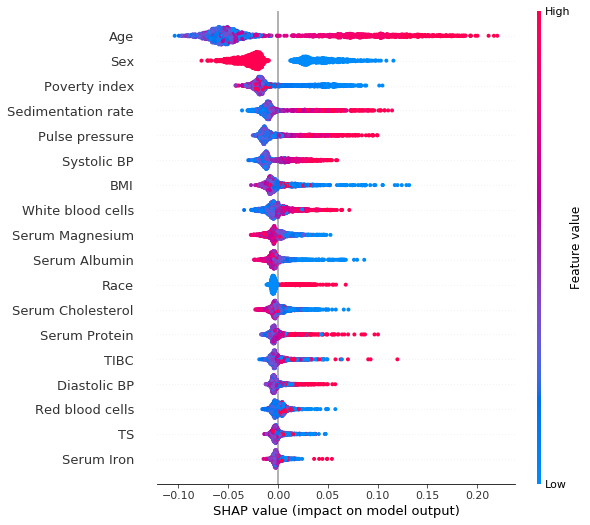 High
Age
Sex
Poverty index
Sedimentation rate
Pulse pressure
Systolic BP
BMI
White blood cells
Serum Magnesium
Serum Albumin
Race
Serum Cholesterol
Serum Protein
TIBC
Diastolic BP
Red blood cells
TS
Serum Iron
Feature value
Low
−0.10 −0.05 0.00 0.05 0.10 0.15 0.20
SHAP value (impact on model output)